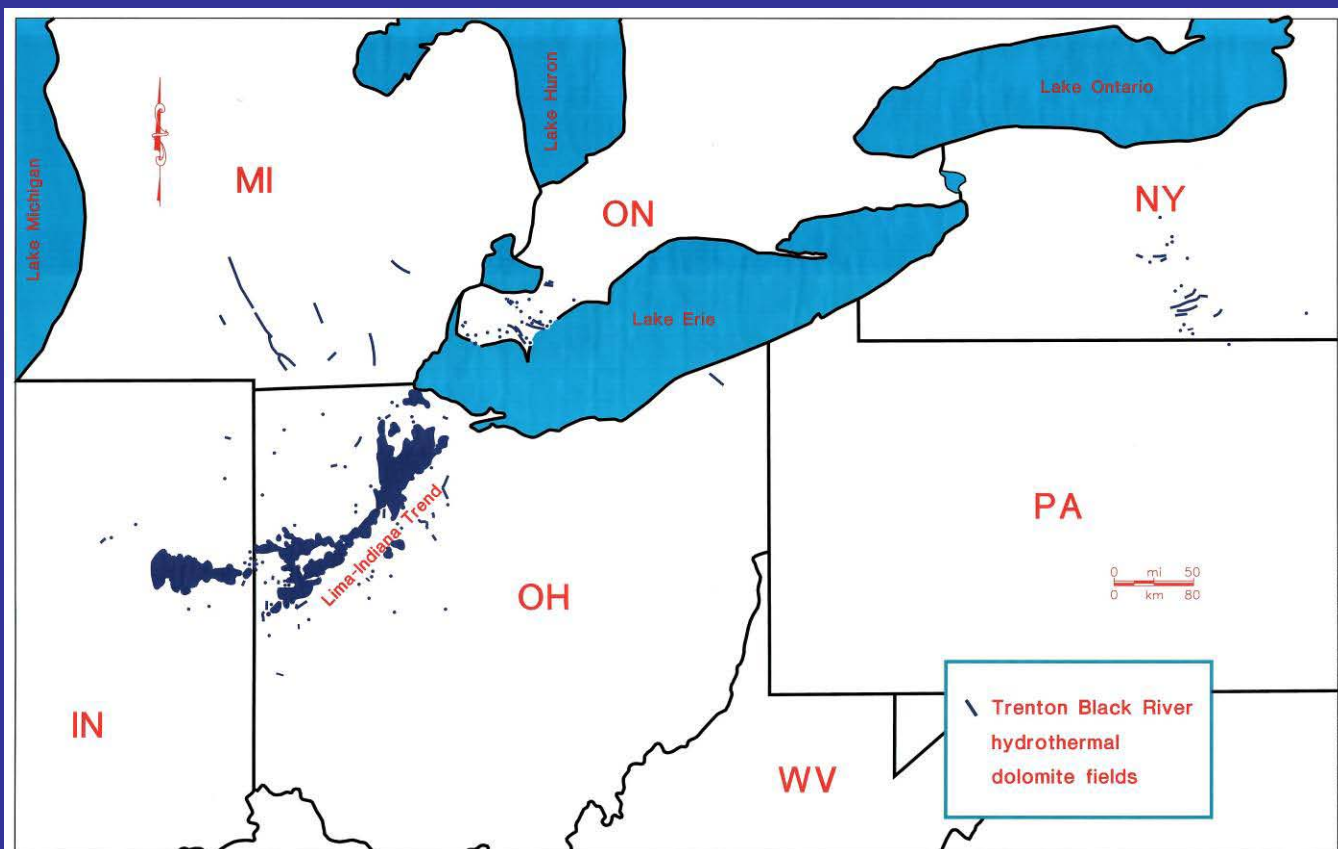 Lake Michigan
Lake Huron
Lake Ontario
MI
ON
NY
Lake Erie
Lima-Indiana Trend
PA
OH
0 mi 50
0 km 80
IN
WV
Trenton Black River
hydrothermal
dolomite fields